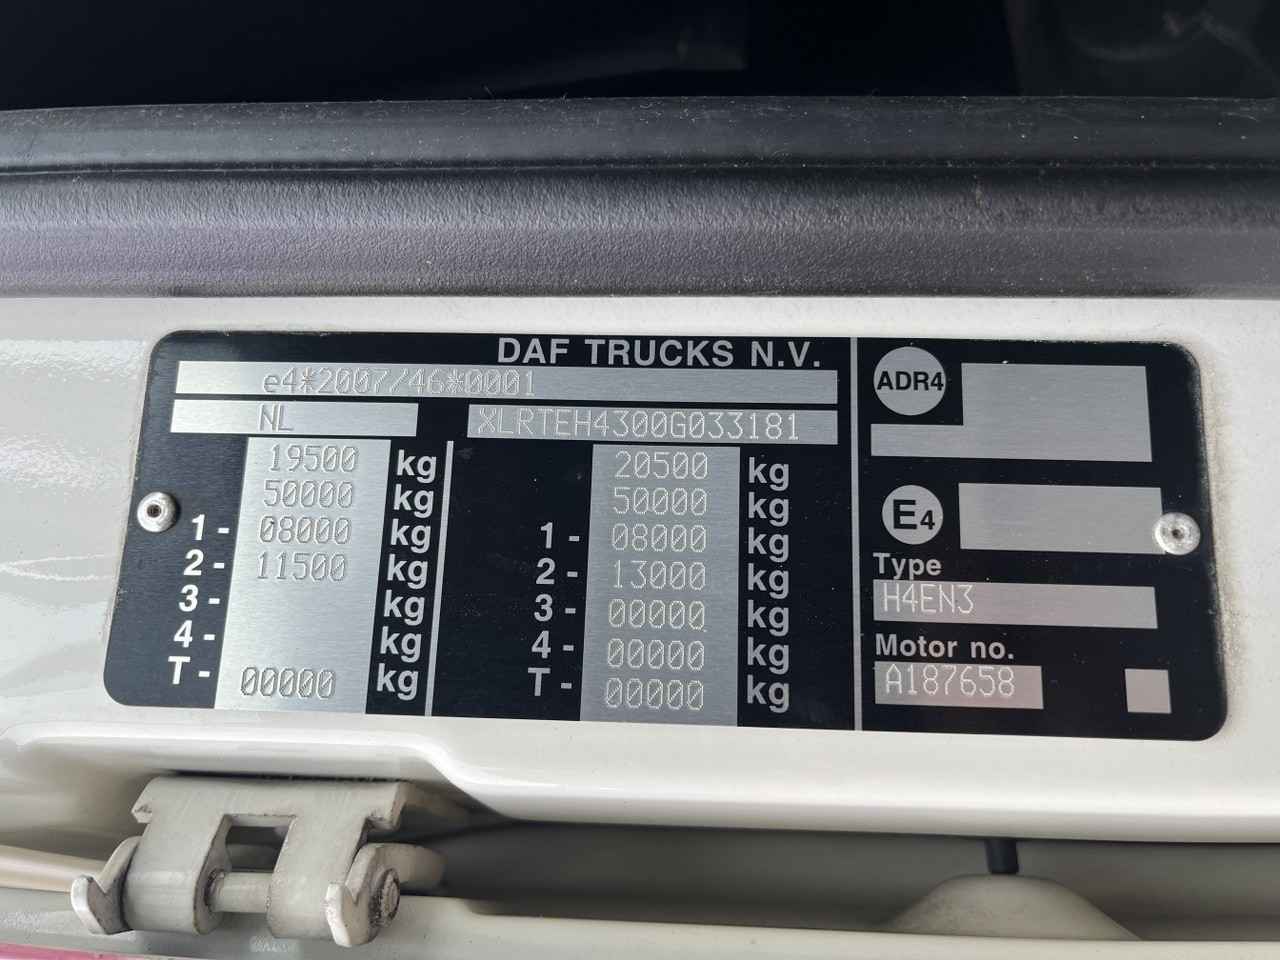 DAF TRUCKS N.V.
e4*2007/46*0001
NL XLRTEH4300G033181
19500 kg 20500 kg
50000 kg 50000 kg
1- 08000 kg 1- 08000 kg
2- 11500 kg 2- 13000 kg
3- kg 3- 00000 kg
4- kg 4- 00000 kg
T- 00000 kg T- 00000 kg
ADR4
E4
Type
H4EN3
Motor no.
A187658